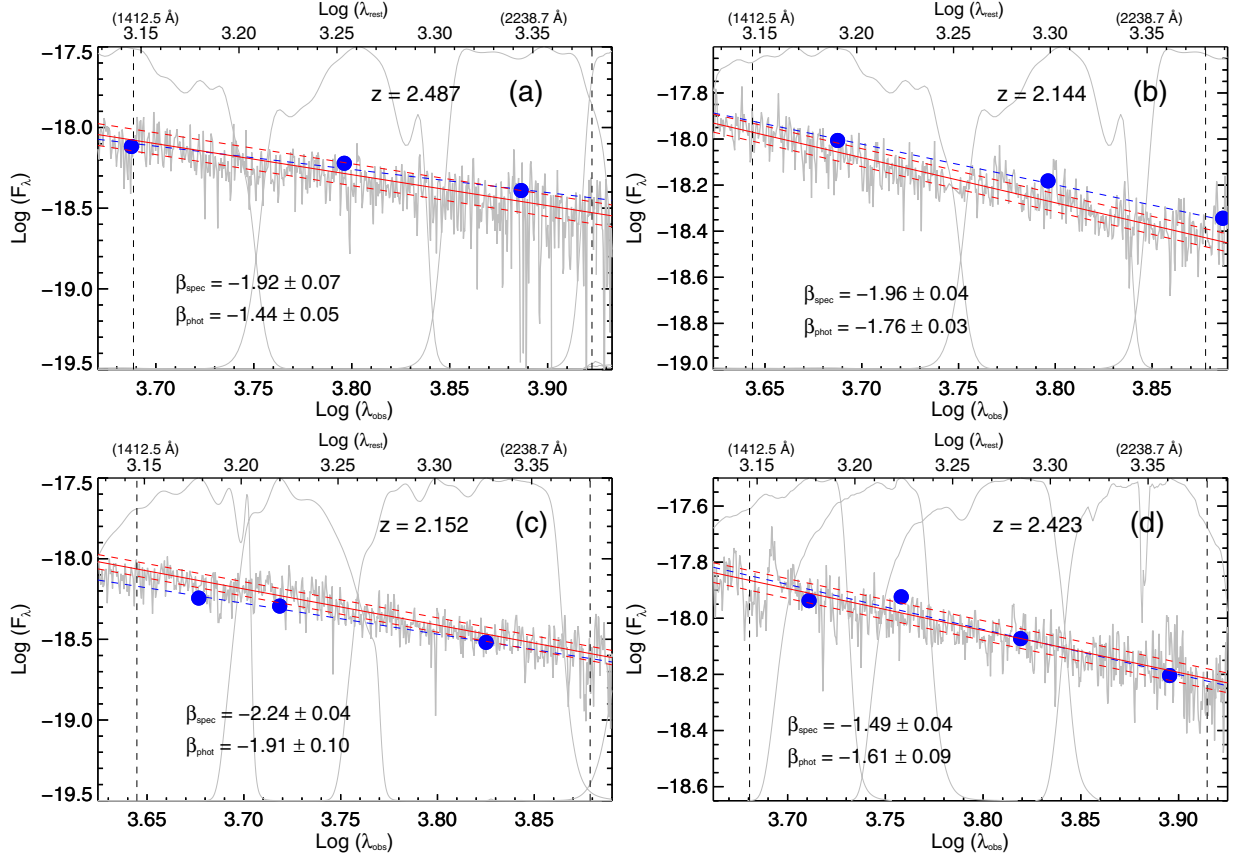 Log (λrest) Log (λrest)
(1412.5 Å) (2238.7 Å) (1412.5 Å) (2238.7 Å)
3.15 3.20 3.25 3.30 3.35 3.15 3.20 3.25 3.30 3.35
-17.5 z = 2.487 (a) z = 2.144 (b)
-17.8
-18.0 -18.0
-18.2
-18.5 -18.4
-18.6
-19.0 βspec = -1.92 ± 0.07 βspec = -1.96 ± 0.04
βphot = -1.44 ± 0.05 βphot = -1.76 ± 0.03
-18.8
-19.5 -19.0
Log (Fλ) Log (Fλ)
3.70 3.75 3.80 3.85 3.90 3.65 3.70 3.75 3.80 3.85
Log (λobs) Log (λobs)
Log (λrest) Log (λrest)
(1412.5 Å) (2238.7 Å) (1412.5 Å) (2238.7 Å)
3.15 3.20 3.25 3.30 3.35 3.15 3.20 3.25 3.30 3.35
-17.5 z = 2.152 (c) z = 2.423 (d)
-17.6
-18.0 -17.8
-18.0
-18.5 -18.2
-19.0 βspec = -2.24 ± 0.04 βspec = -1.49 ± 0.04
βphot = -1.91 ± 0.10 βphot = -1.61 ± 0.09
-18.4
-19.5 -18.6
Log (Fλ) Log (Fλ)
3.65 3.70 3.75 3.80 3.85 3.70 3.75 3.80 3.85 3.90
Log (λobs) Log (λobs)